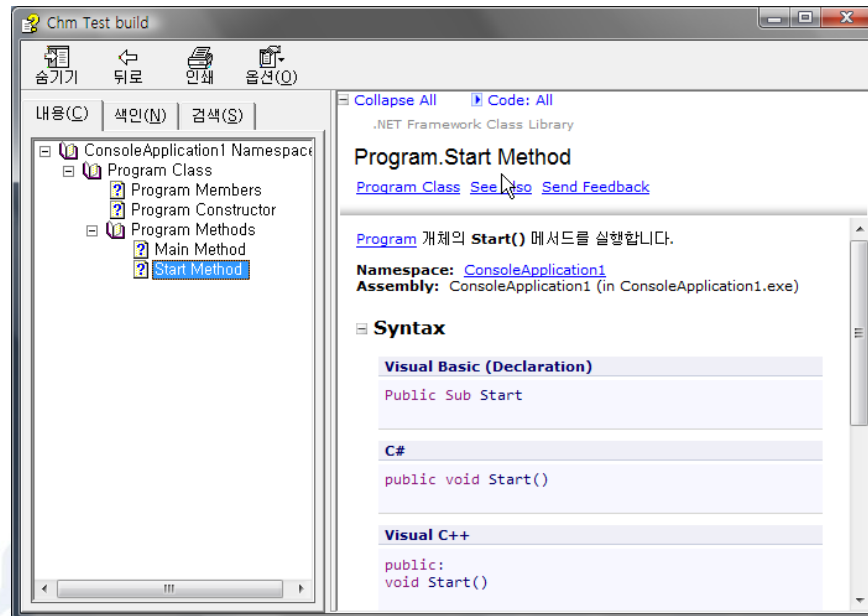 Chm Test build
숨기기 뒤로 인쇄 옵션(O)
내용(C) 색인(N) 검색(S)
ConsoleApplication1 Namespace
Program Class
Program Members
Program Constructor
Program Methods
Main Method
Start Method
Collapse All Code: All
.NET Framework Class Library
Program.Start Method
Program Class See Also Send Feedback
Program 개체의 Start() 메서드를 실행합니다.
Namespace: ConsoleApplication1
Assembly: ConsoleApplication1 (in ConsoleApplication1.exe)
Syntax
Visual Basic (Declaration)
Public Sub Start
C#
public void Start()
Visual C++
public:
void Start()